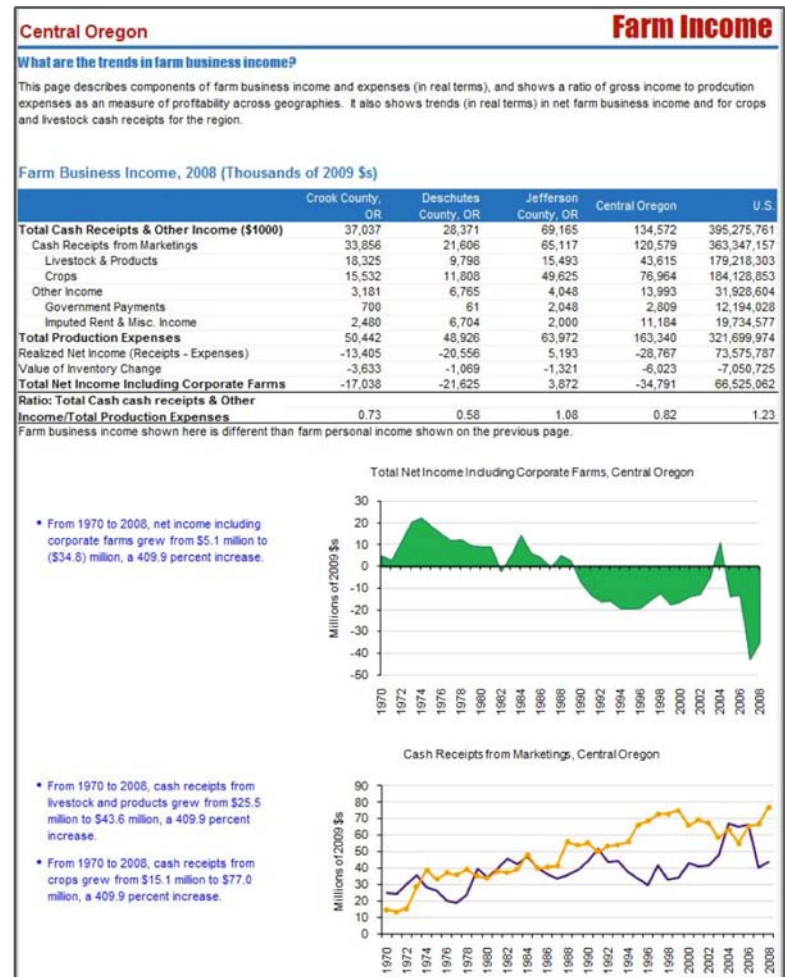 Central Oregon
Farm Income
What are the trends in farm business income?
This page describes components of farm business income and expenses (in real terms), and shows a ratio of gross income to prodcution
expenses as an measure of profitability across geographies. It also shows trends (in real terms) in net farm business income and for crops
and livestock cash receipts for the region.
Farm Business Income, 2008 (Thousands of 2009 $s)
Crook County, OR Deschutes County, OR Jefferson County, OR Central Oregon U.S.
Total Cash Receipts & Other Income ($1000) 37,037 28,371 69,165 134,572 395,275,761
Cash Receipts from Marketings 33,856 21,606 65,117 120,579 363,347,157
Livestock & Products 18,325 9,798 15,493 43,615 179,218,303
Crops 15,532 11,808 49,625 76,964 184,128,853
Other Income 3,181 6,765 4,048 13,993 31,928,604
Government Payments 700 61 2,048 2,809 12,194,028
Imputed Rent & Misc. Income 2,480 6,704 2,000 11,184 19,734,577
Total Production Expenses 50,442 48,926 63,972 163,340 321,699,974
Realized Net Income (Receipts - Expenses) -13,405 -20,556 5,193 -28,767 73,575,787
Value of Inventory Change -3,633 -1,069 -1,321 -6,023 -7,050,725
Total Net Income Including Corporate Farms -17,038 -21,625 3,872 -34,791 66,525,062
Ratio: Total Cash cash receipts & Other
Income/Total Production Expenses 0.73 0.58 1.08 0.82 1.23
Farm business income shown here is different than farm personal income shown on the previous page.
• From 1970 to 2008, net income including
corporate farms grew from $5.1 million to
($34.8) million, a 409.9 percent increase.
Total Net Income Including Corporate Farms, Central Oregon
Millions of 2009 $s
30
20
10
0
-10
-20
-30
-40
-50
1970 1972 1974 1976 1978 1980 1982 1984 1986 1988 1990 1992 1994 1996 1998 2000 2002 2004 2006 2008
• From 1970 to 2008, cash receipts from
livestock and products grew from $25.5
million to $43.6 million, a 409.9 percent
increase.
• From 1970 to 2008, cash receipts from
crops grew from $15.1 million to $77.0
million, a 409.9 percent increase.
Cash Receipts from Marketings, Central Oregon
Millions of 2009 $s
90
80
70
60
50
40
30
20
10
0
1970 1972 1974 1976 1978 1980 1982 1984 1986 1988 1990 1992 1994 1996 1998 2000 2002 2004 2006 2008